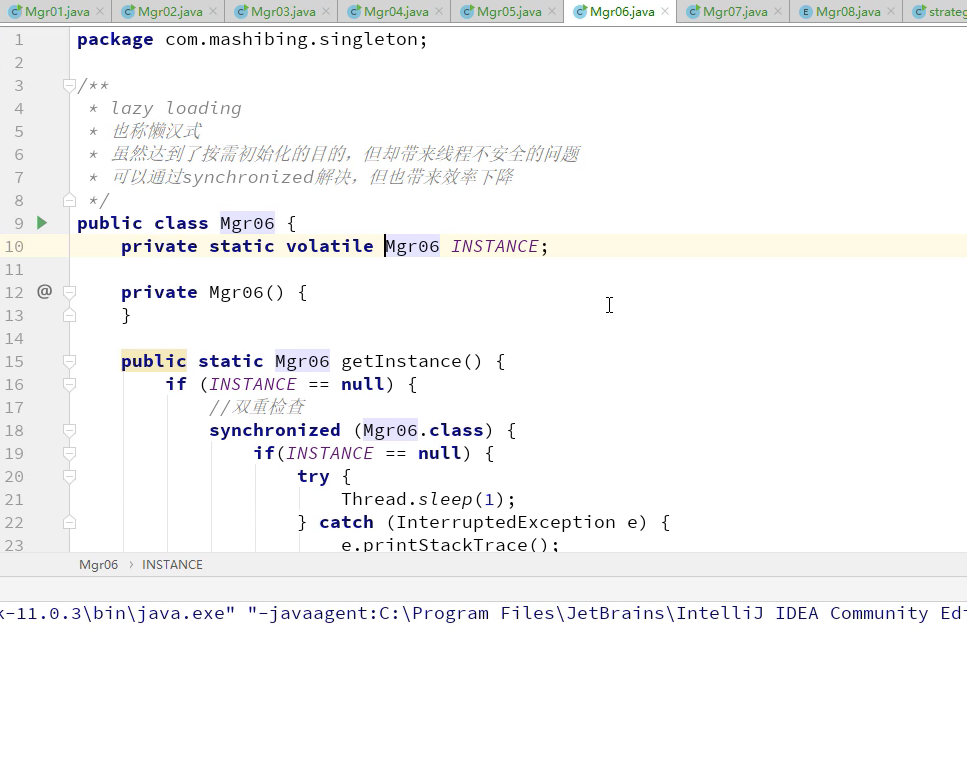 Mgr01.java Mgr02.java Mgr03.java Mgr04.java Mgr05.java Mgr06.java Mgr07.java Mgr08.java strateg
1 package com.mashibing.singleton;
2
3 /**
4 * lazy loading
5 * 也称懒汉式
6 * 虽然达到了按需初始化的目的，但却带来线程不安全的问题
7 * 可以通过synchronized解决，但也带来效率下降
8 */
9 public class Mgr06 {
10 private static volatile Mgr06 INSTANCE;
11
12 @ private Mgr06() {
13 }
14
15 public static Mgr06 getInstance() {
16 if (INSTANCE == null) {
17 //双重检查
18 synchronized (Mgr06.class) {
19 if(INSTANCE == null) {
20 try {
21 Thread.sleep(1);
22 } catch (InterruptedException e) {
23 e.printStackTrace();
Mgr06 › INSTANCE
k-11.0.3\bin\java.exe" "-javaagent:C:\Program Files\JetBrains\IntelliJ IDEA Community Edi